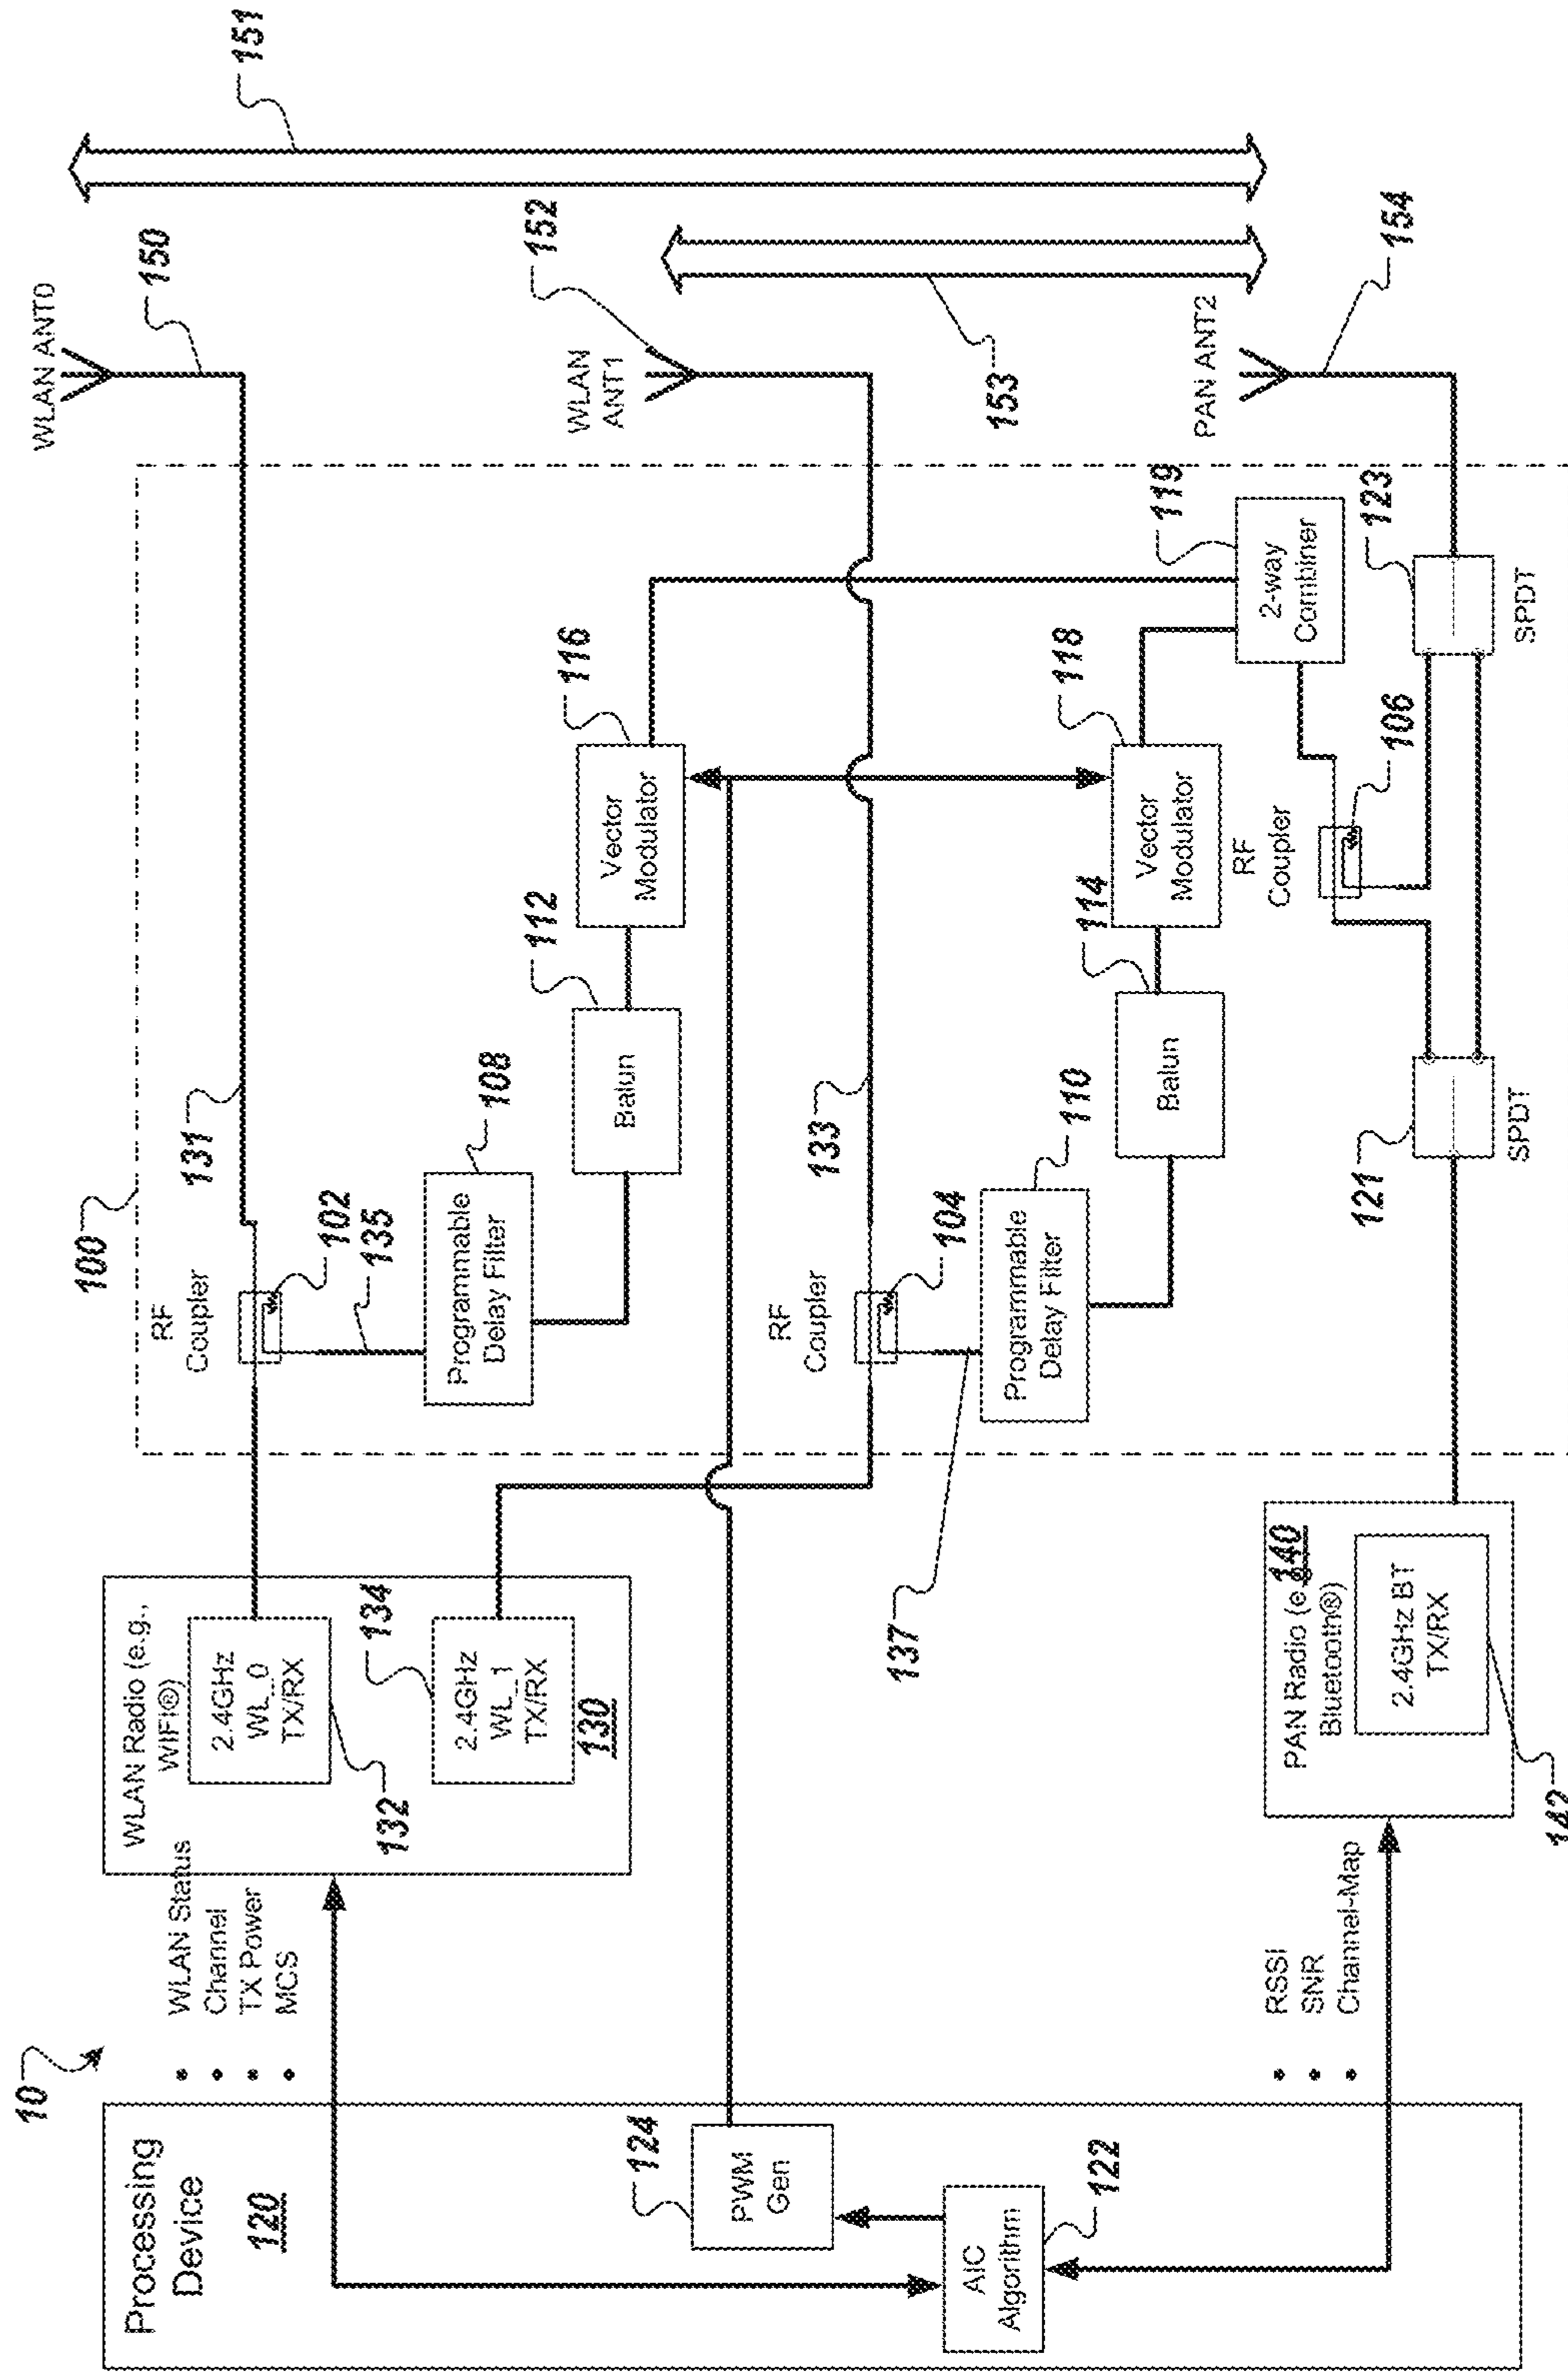 10
Processing
Device
120
124
PWM
Gen
AIC
Algorithm
122
• WLAN Status
• Channel
• TX Power
• MCS
• RSSI
• SNR
• Channel-Map
WLAN Radio (e.g.,
WIFI®)
2.4GHz
WL_0
TX/RX
132
134
2.4GHz
WL_1
TX/RX
130
PAN Radio (e.g
140
Bluetooth®)
2.4GHz BT
TX/RX
142
100
RF
Coupler
102
131
135
Programmable
Delay Filter
108
Balun
112
Vector
Modulator
116
RF
Coupler
104
133
137
Programmable
Delay Filter
110
Balun
114
Vector
Modulator
118
2-way
Combiner
119
RF
Coupler
106
121
SPDT
123
SPDT
WLAN ANT0
150
WLAN
ANT1
152
PAN ANT2
154
151
153